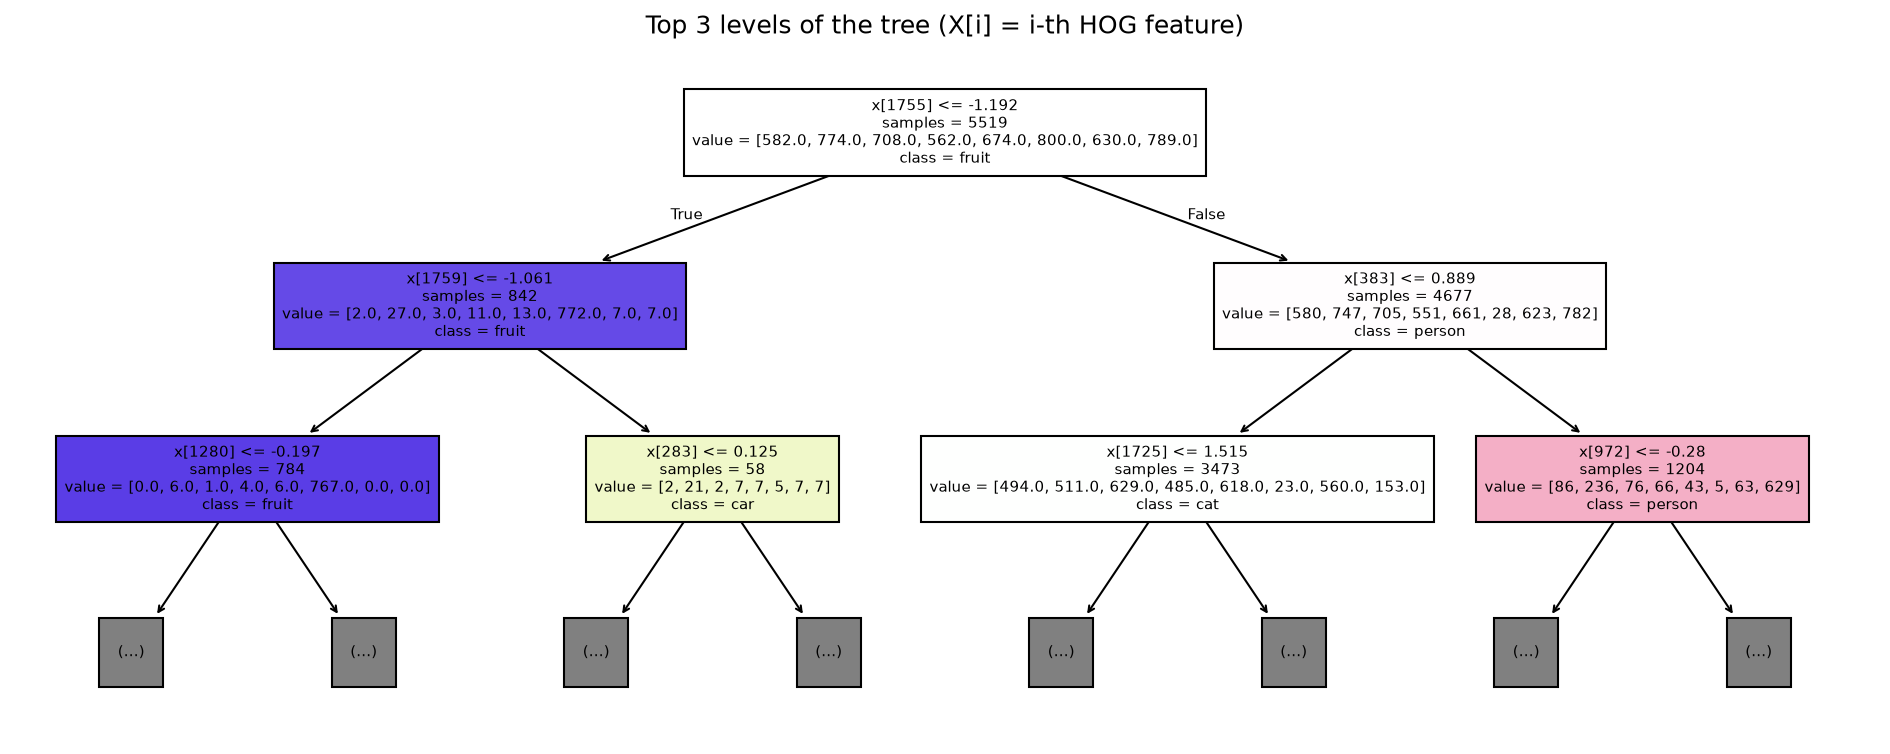 Top 3 levels of the tree (X[i] = i-th HOG feature)
x[1755] <= -1.192
samples = 5519
value = [582.0, 774.0, 708.0, 562.0, 674.0, 800.0, 630.0, 789.0]
class = fruit
True
False
x[1759] <= -1.061
samples = 842
value = [2.0, 27.0, 3.0, 11.0, 13.0, 772.0, 7.0, 7.0]
class = fruit
x[383] <= 0.889
samples = 4677
value = [580, 747, 705, 551, 661, 28, 623, 782]
class = person
x[1280] <= -0.197
samples = 784
value = [0.0, 6.0, 1.0, 4.0, 6.0, 767.0, 0.0, 0.0]
class = fruit
x[283] <= 0.125
samples = 58
value = [2, 21, 2, 7, 7, 5, 7, 7]
class = car
x[1725] <= 1.515
samples = 3473
value = [494.0, 511.0, 629.0, 485.0, 618.0, 23.0, 560.0, 153.0]
class = cat
x[972] <= -0.28
samples = 1204
value = [86, 236, 76, 66, 43, 5, 63, 629]
class = person
(...)
(...)
(...)
(...)
(...)
(...)
(...)
(...)